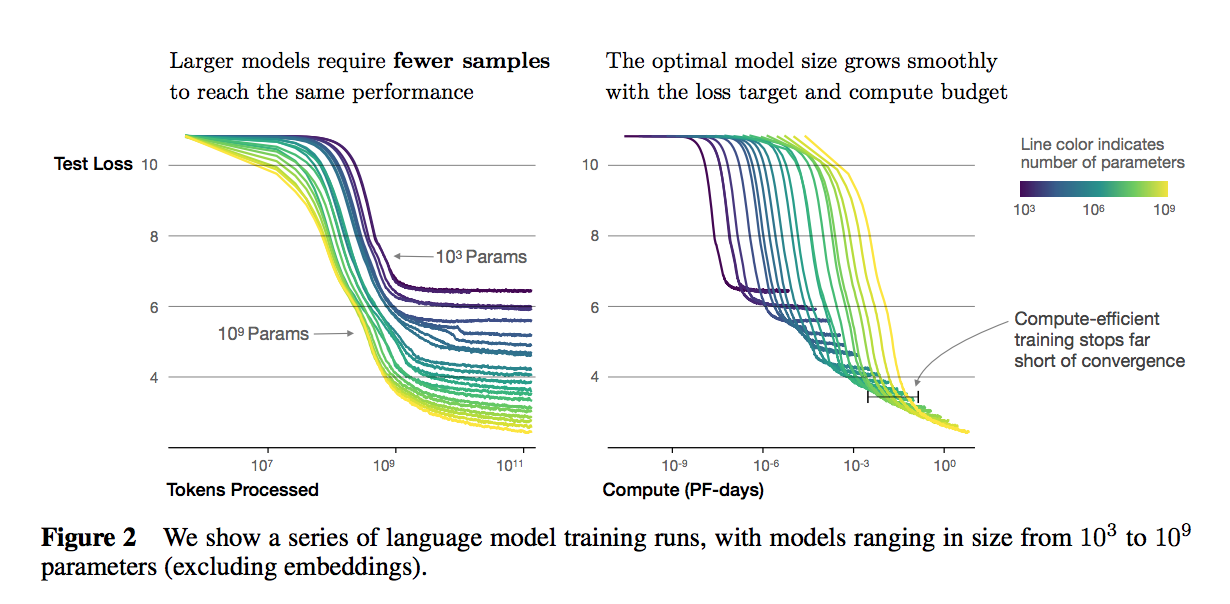 Larger models require fewer samples
to reach the same performance
The optimal model size grows smoothly
with the loss target and compute budget
Test Loss
10
8
6
4
10³ Params
10⁹ Params
10⁷
10⁹
10¹¹
Tokens Processed
10
8
6
4
10⁻⁹
10⁻⁶
10⁻³
10⁰
Compute (PF-days)
Line color indicates
number of parameters
10³
10⁶
10⁹
Compute-efficient
training stops far
short of convergence
Figure 2 We show a series of language model training runs, with models ranging in size from 10³ to 10⁹
parameters (excluding embeddings).